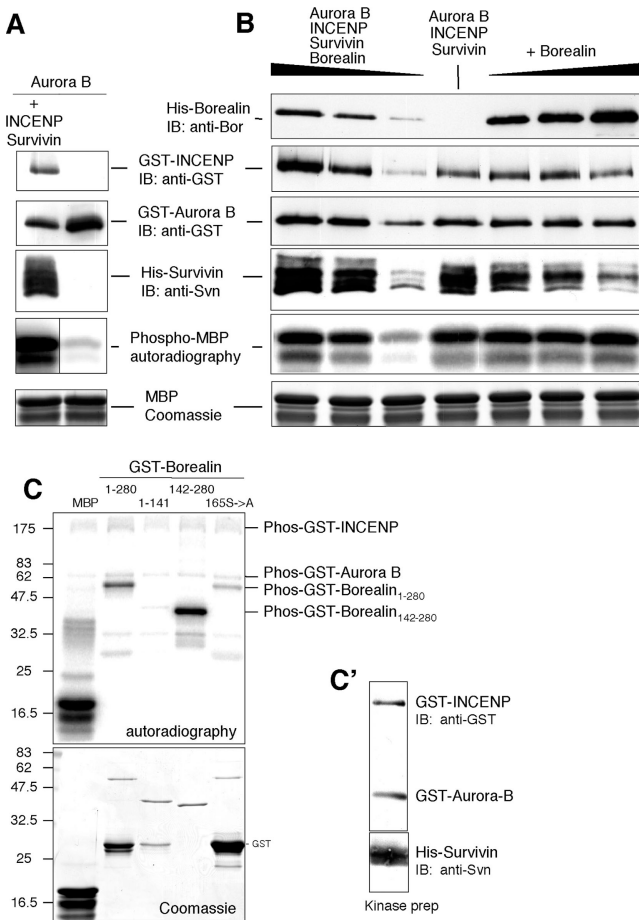 A
Aurora B
+
INCENP
Survivin
B
Aurora B
INCENP
Survivin
Borealin
Aurora B
INCENP
Survivin
+ Borealin
His-Borealin
IB: anti-Bor
GST-INCENP
IB: anti-GST
GST-Aurora B
IB: anti-GST
His-Survivin
IB: anti-Svn
Phospho-MBP
autoradiography
MBP
Coomassie
C
GST-Borealin
MBP
1-280
1-141
142-280
165S->A
175
83
62
47.5
32.5
25
16.5
Phos-GST-INCENP
Phos-GST-Aurora B
Phos-GST-Borealin1-280
Phos-GST-Borealin142-280
autoradiography
83
62
47.5
32.5
25
16.5
GST
Coomassie
C'
GST-INCENP
IB: anti-GST
GST-Aurora-B
His-Survivin
IB: anti-Svn
Kinase prep